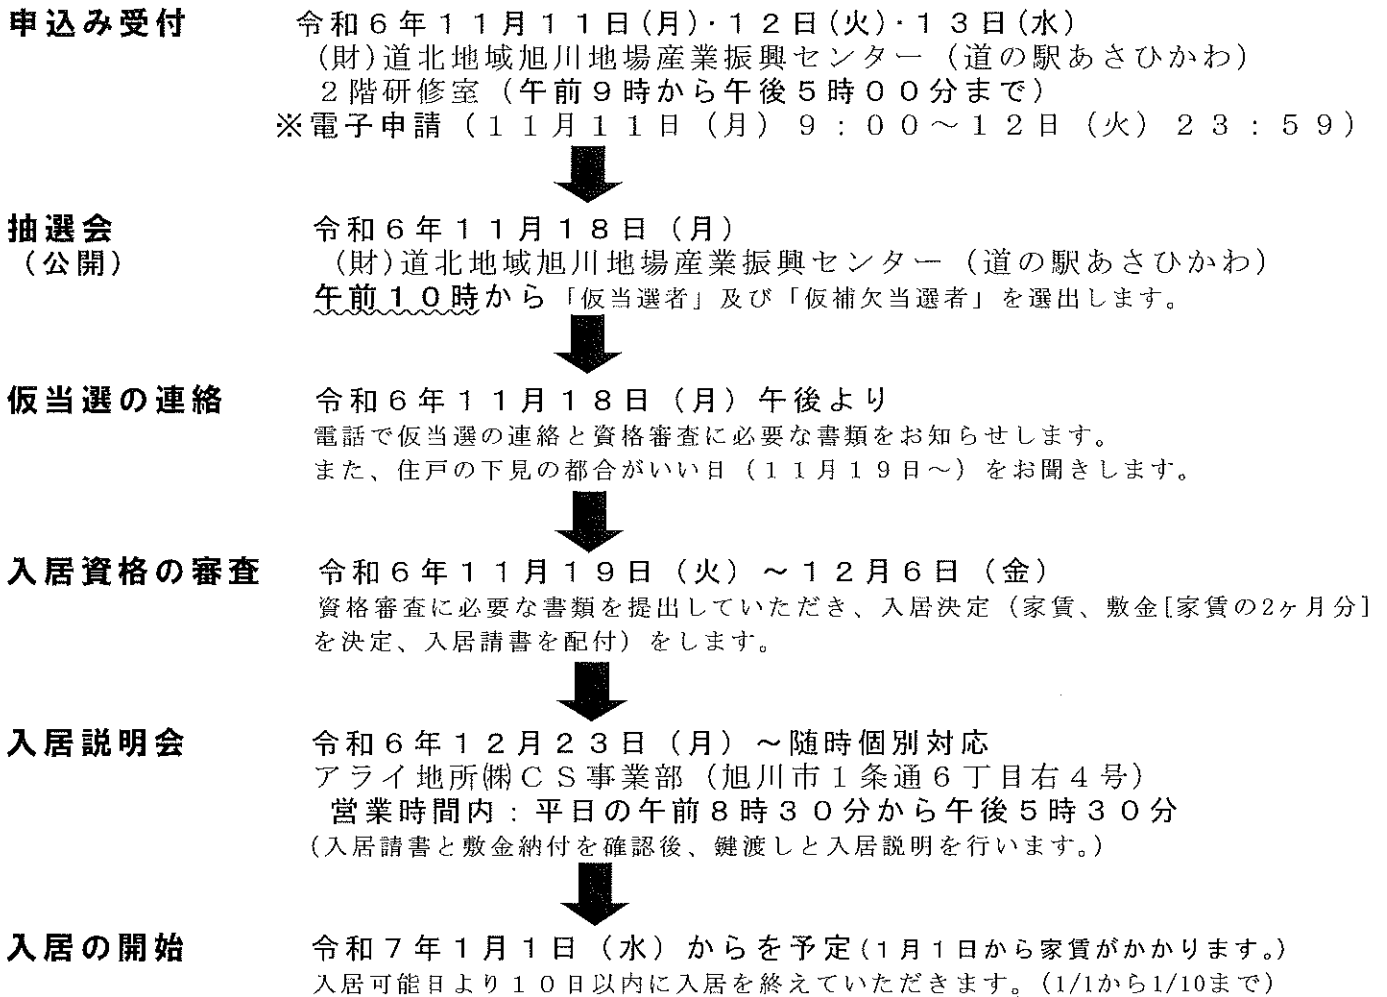 申込み受付 令和６年１１月１１日(月)・１２日(火)・１３日(水)
(財)道北地域旭川地場産業振興センター（道の駅あさひかわ）
２階研修室（午前９時から午後５時００分まで）
※電子申請（１１月１１日（月）９：００～１２日（火）２３：５９）
抽選会 令和６年１１月１８日（月）
（公開） (財)道北地域旭川地場産業振興センター（道の駅あさひかわ）
午前１０時から「仮当選者」及び「仮補欠当選者」を選出します。
仮当選の連絡 令和６年１１月１８日（月）午後より
電話で仮当選の連絡と資格審査に必要な書類をお知らせします。
また、住戸の下見の都合がいい日（１１月１９日～）をお聞きします。
入居資格の審査 令和６年１１月１９日（火）～１２月６日（金）
資格審査に必要な書類を提出していただき、入居決定（家賃、敷金[家賃の2ヶ月分]
を決定、入居請書を配付）をします。
入居説明会 令和６年１２月２３日（月）～随時個別対応
アライ地所㈱ＣＳ事業部（旭川市１条通６丁目右４号）
営業時間内：平日の午前８時３０分から午後５時３０分
(入居請書と敷金納付を確認後、鍵渡しと入居説明を行います。)
入居の開始 令和７年１月１日（水）からを予定(１月１日から家賃がかかります。)
入居可能日より１０日以内に入居を終えていただきます。(1/1から1/10まで)